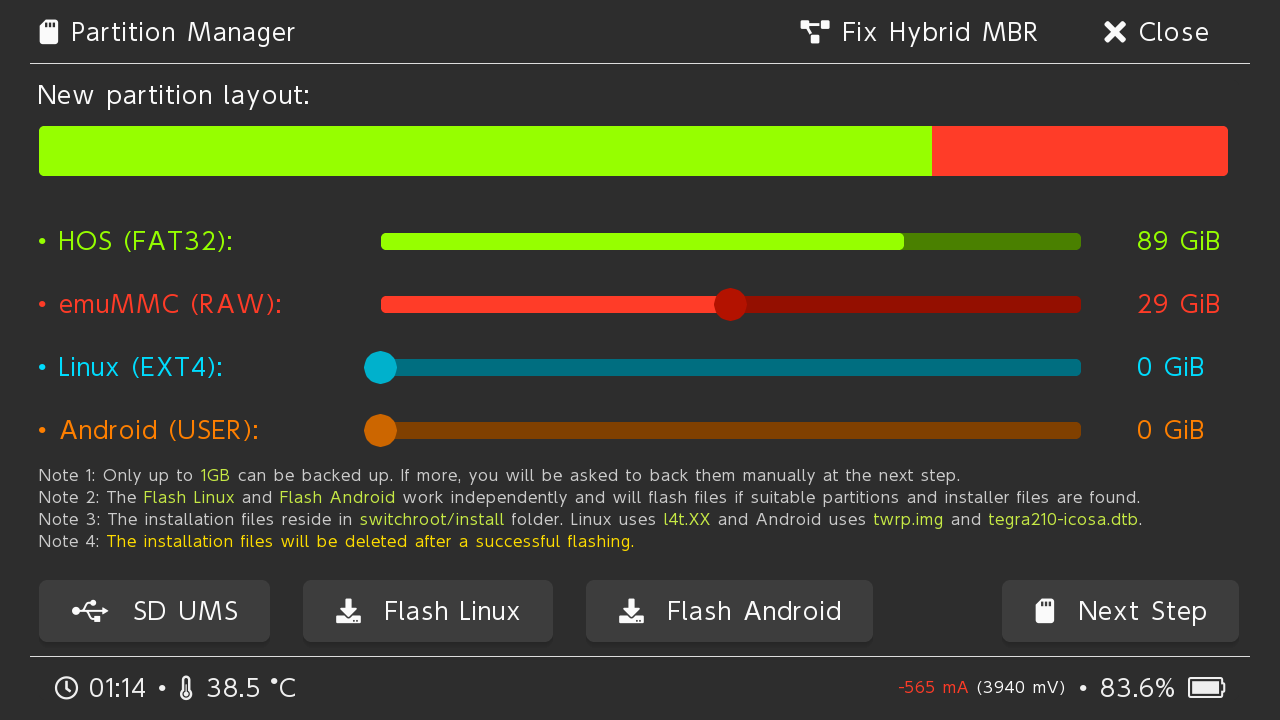 Partition Manager Fix Hybrid MBR Close
New partition layout:
• HOS (FAT32): 89 GiB
• emuMMC (RAW): 29 GiB
• Linux (EXT4): 0 GiB
• Android (USER): 0 GiB
Note 1: Only up to 1GB can be backed up. If more, you will be asked to back them manually at the next step.
Note 2: The Flash Linux and Flash Android work independently and will flash files if suitable partitions and installer files are found.
Note 3: The installation files reside in switchroot/install folder. Linux uses l4t.XX and Android uses twrp.img and tegra210-icosa.dtb.
Note 4: The installation files will be deleted after a successful flashing.
SD UMS Flash Linux Flash Android Next Step
01:14 • 38.5 °C -565 mA (3940 mV) • 83.6%